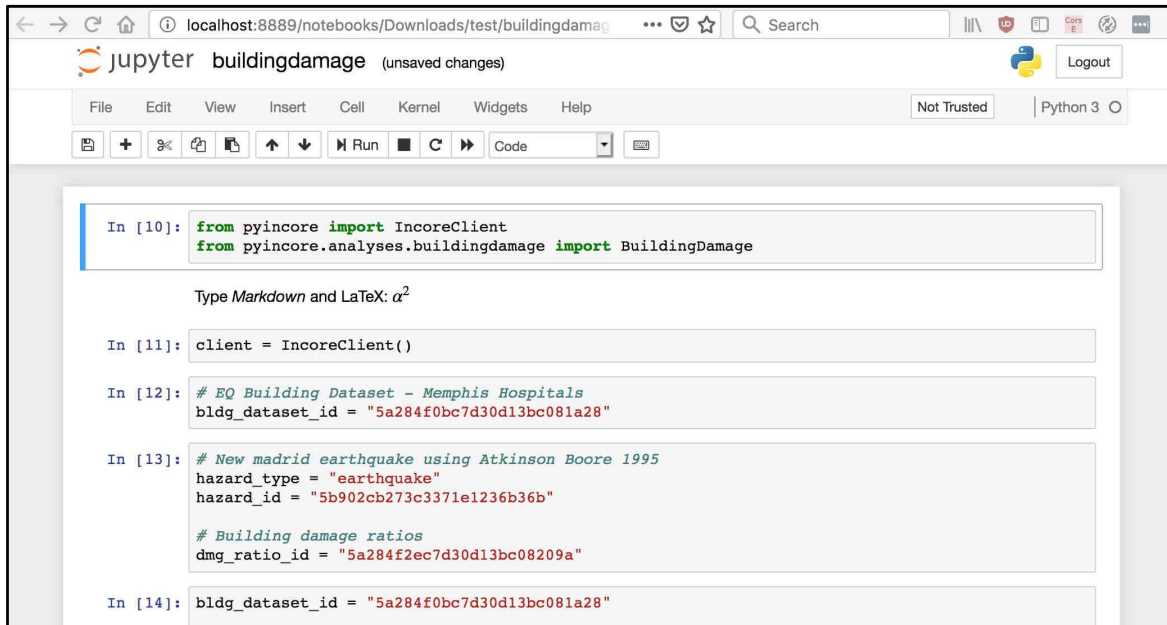 localhost:8889/notebooks/Downloads/test/buildingdamag
Search
Cors
E
jupyter buildingdamage (unsaved changes)
Logout
File Edit View Insert Cell Kernel Widgets Help
Not Trusted
Python 3
Run
Code
In [10]: from pyincore import IncoreClient
from pyincore.analyses.buildingdamage import BuildingDamage
Type Markdown and LaTeX: α²
In [11]: client = IncoreClient()
In [12]: # EQ Building Dataset - Memphis Hospitals
bldg_dataset_id = "5a284f0bc7d30d13bc081a28"
In [13]: # New madrid earthquake using Atkinson Boore 1995
hazard_type = "earthquake"
hazard_id = "5b902cb273c3371e1236b36b"
# Building damage ratios
dmg_ratio_id = "5a284f2ec7d30d13bc08209a"
In [14]: bldg_dataset_id = "5a284f0bc7d30d13bc081a28"